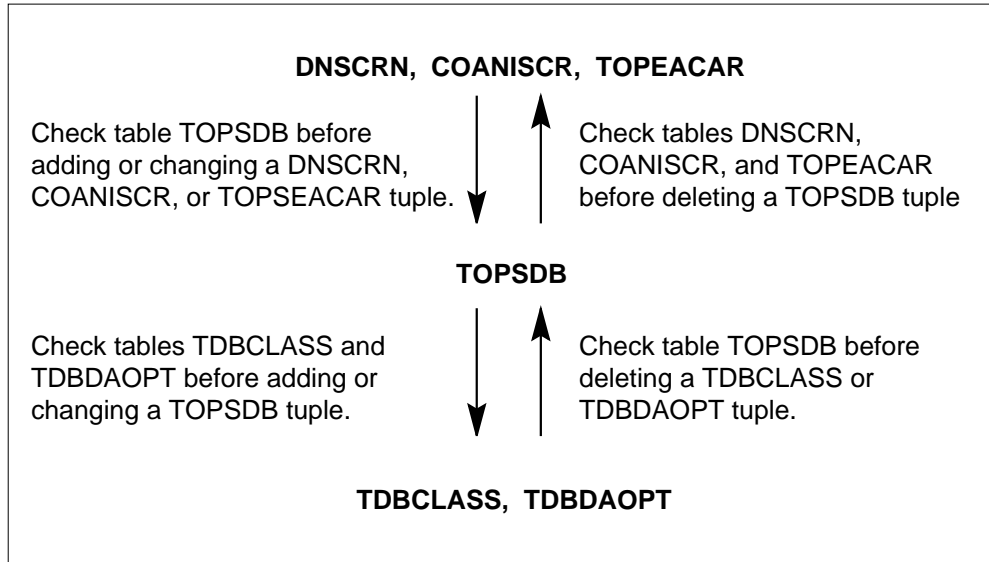 DNSCRN, COANISCR, TOPEACAR
Check table TOPSDB before
adding or changing a DNSCRN,
COANISCR, or TOPSEACAR tuple.
Check tables DNSCRN,
COANISCR, and TOPEACAR
before deleting a TOPSDB tuple
TOPSDB
Check tables TDBCLASS and
TDBDAOPT before adding or
changing a TOPSDB tuple.
Check table TOPSDB before
deleting a TDBCLASS or
TDBDAOPT tuple.
TDBCLASS, TDBDAOPT